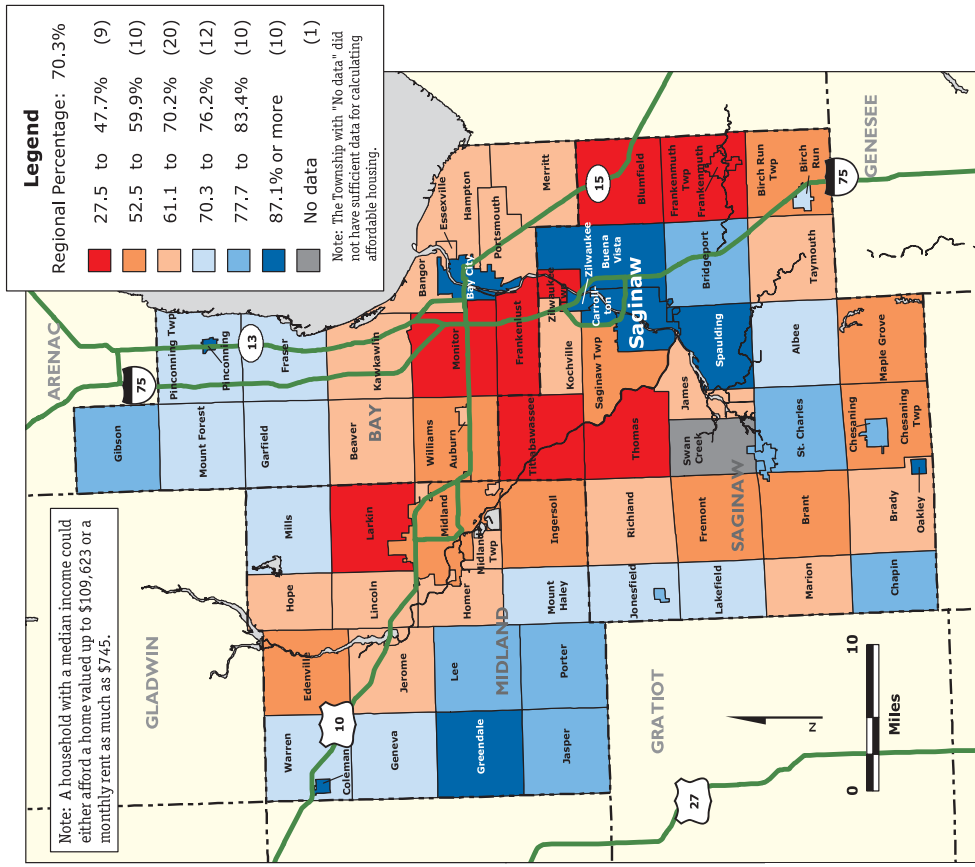 Legend
Regional Percentage: 70.3%
27.5 to 47.7% (9)
52.5 to 59.9% (10)
61.1 to 70.2% (20)
70.3 to 76.2% (12)
77.7 to 83.4% (10)
87.1% or more (10)
No data (1)
Note: The Township with "No data" did
not have sufficient data for calculating
affordable housing.
Note: A household with a median income could
either afford a home valued up to $109,623 or a
monthly rent as much as $745.
ARENAC
GLADWIN
BAY
MIDLAND
SAGINAW
GRATIOT
GENESEE
75
13
10
15
75
27
Gibson
Pinconning Twp
Pinconning
Mount Forest
Fraser
Garfield
Kawkawlin
Beaver
Bangor
Essexville
Hampton
Portsmouth
Merritt
Bay City
Monitor
Williams
Auburn
Frankenlust
Mills
Hope
Larkin
Lincoln
Midland
Midland
Twp
Homer
Edenville
Jerome
Lee
Porter
Warren
Coleman
Geneva
Greendale
Jasper
Mount
Haley
Ingersoll
Tittabawassee
Kochville
Zilwaukee
Twp
Zilwaukee
Buena
Vista
Carroll-
ton
Saginaw
Saginaw Twp
Thomas
Richland
Jonesfield
Lakefield
Fremont
Swan
Creek
James
Spaulding
Bridgeport
Blumfield
Frankenmuth
Twp
Frankenmuth
Birch Run
Twp
Birch
Run
Taymouth
Albee
St. Charles
Brant
Marion
Chapin
Brady
Oakley
Chesaning
Chesaning
Twp
Maple Grove
N
0
10
Miles